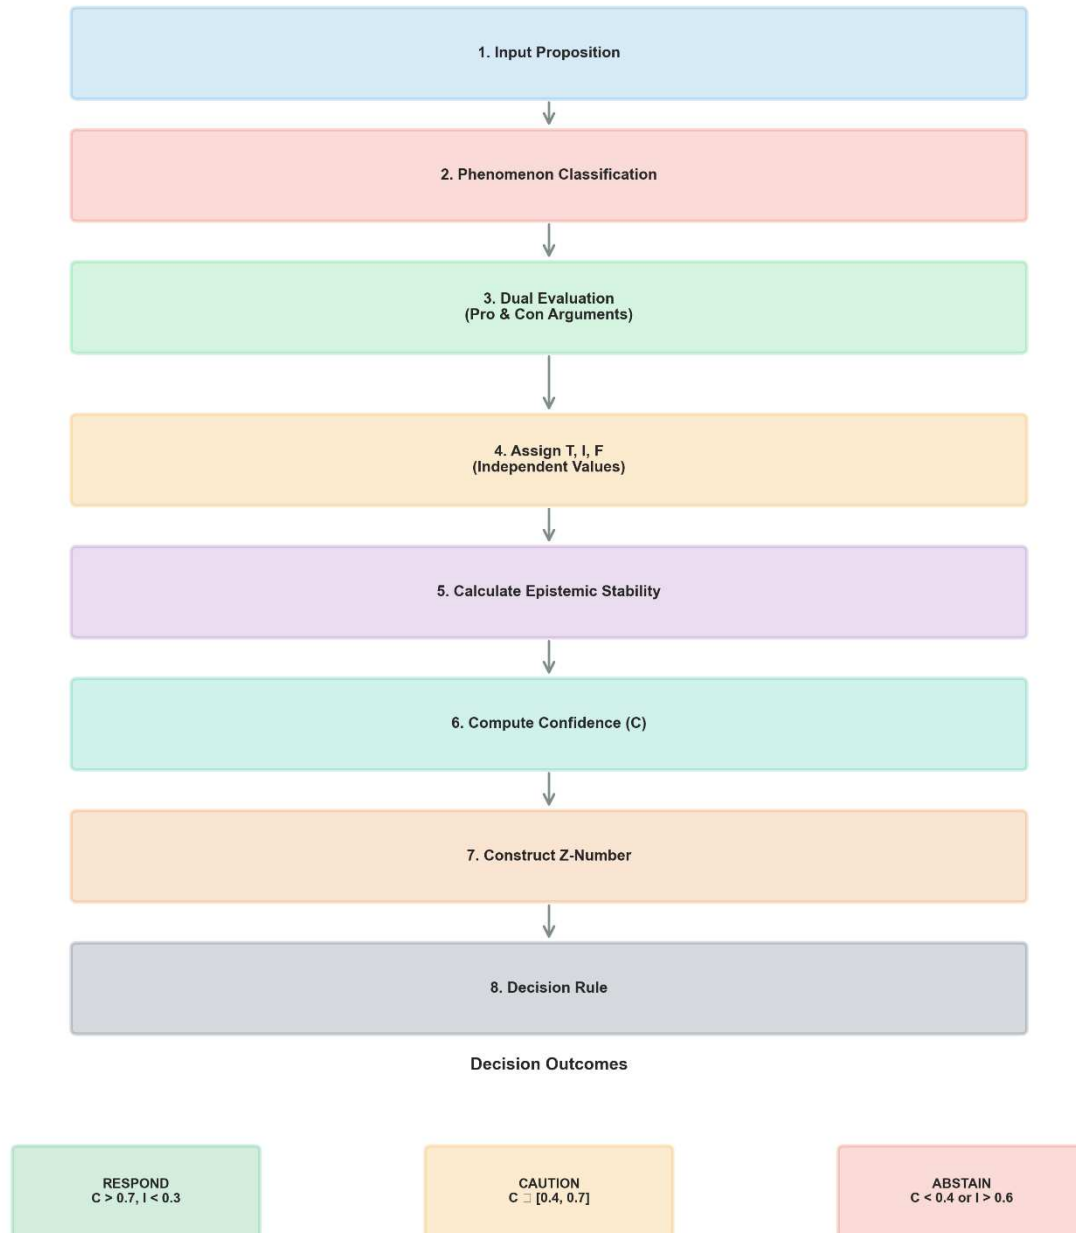 1. Input Proposition
2. Phenomenon Classification
3. Dual Evaluation
(Pro & Con Arguments)
4. Assign T, I, F
(Independent Values)
5. Calculate Epistemic Stability
6. Compute Confidence (C)
7. Construct Z-Number
8. Decision Rule
Decision Outcomes
RESPOND
C > 0.7, I < 0.3
CAUTION
C □ [0.4, 0.7]
ABSTAIN
C < 0.4 or I > 0.6